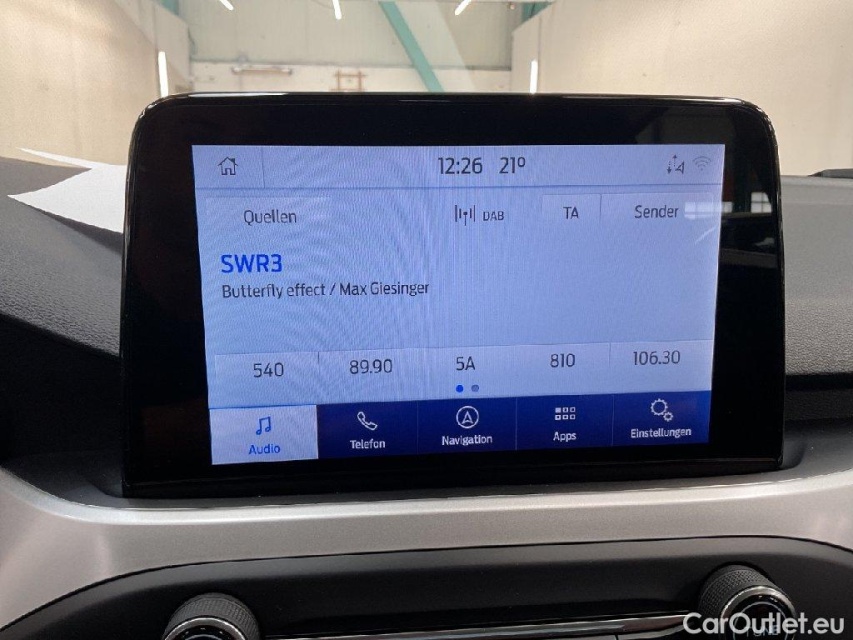 12:26 21°
Quellen DAB TA Sender
SWR3
Butterfly effect / Max Giesinger
540 89.90 5A 810 106.30
Audio Telefon Navigation Apps Einstellungen
CarOutlet.eu